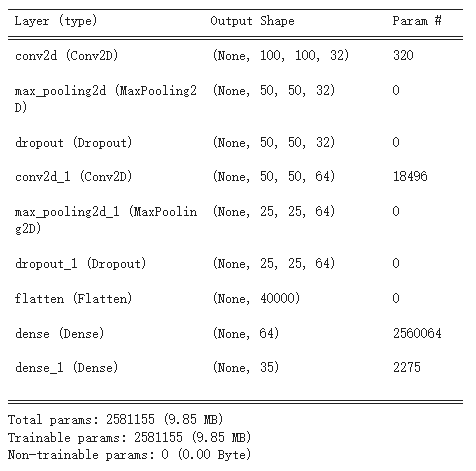 Layer (type) Output Shape Param #
conv2d (Conv2D) (None, 100, 100, 32) 320
max_pooling2d (MaxPooling2 (None, 50, 50, 32) 0
D)
dropout (Dropout) (None, 50, 50, 32) 0
conv2d_1 (Conv2D) (None, 50, 50, 64) 18496
max_pooling2d_1 (MaxPoolin (None, 25, 25, 64) 0
g2D)
dropout_1 (Dropout) (None, 25, 25, 64) 0
flatten (Flatten) (None, 40000) 0
dense (Dense) (None, 64) 2560064
dense_1 (Dense) (None, 35) 2275
Total params: 2581155 (9.85 MB)
Trainable params: 2581155 (9.85 MB)
Non-trainable params: 0 (0.00 Byte)